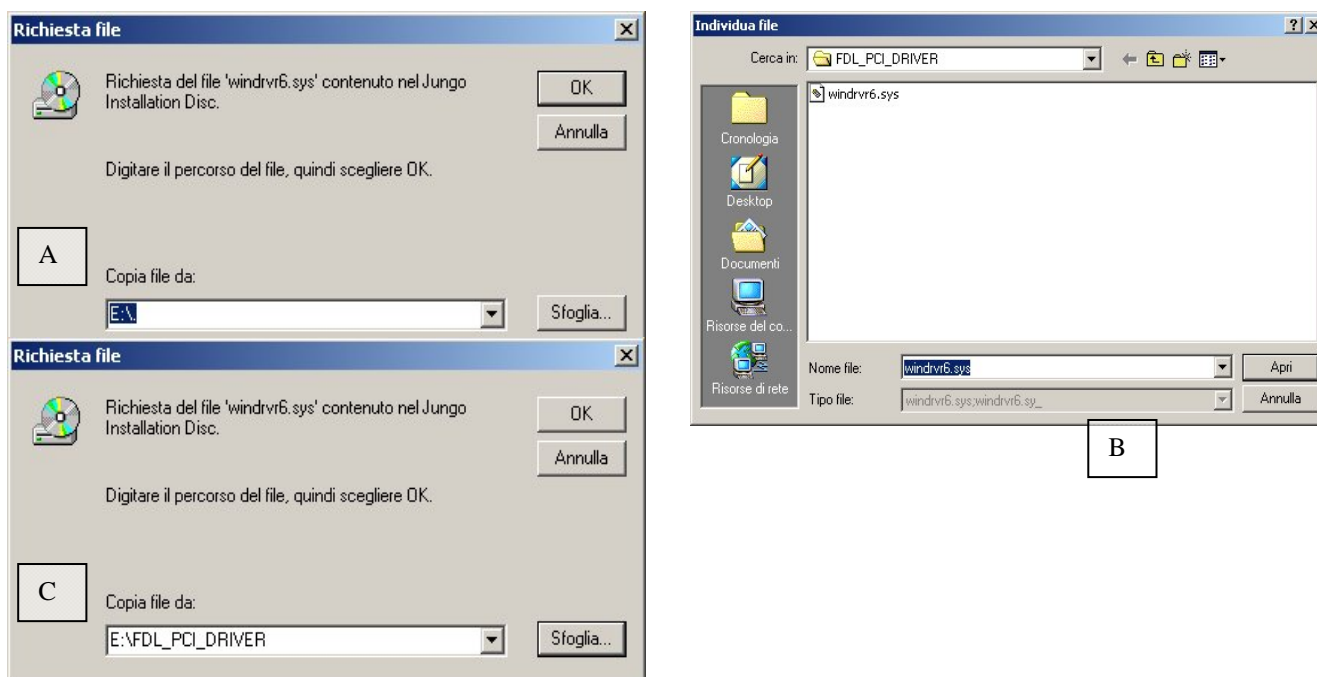 Richiesta file
Richiesta del file 'windrvr6.sys' contenuto nel Jungo
Installation Disc.
OK
Annulla
Digitare il percorso del file, quindi scegliere OK.
A
Copia file da:
E:\.
Sfoglia...
Individua file
Cerca in:
FDL_PCI_DRIVER
windrvr6.sys
Cronologia
Desktop
Documenti
Risorse del co...
Risorse di rete
Nome file:
windrvr6.sys
Apri
Tipo file:
windrvr6.sys;windrvr6.sy_
Annulla
B
Richiesta file
Richiesta del file 'windrvr6.sys' contenuto nel Jungo
Installation Disc.
OK
Annulla
Digitare il percorso del file, quindi scegliere OK.
C
Copia file da:
E:\FDL_PCI_DRIVER
Sfoglia...